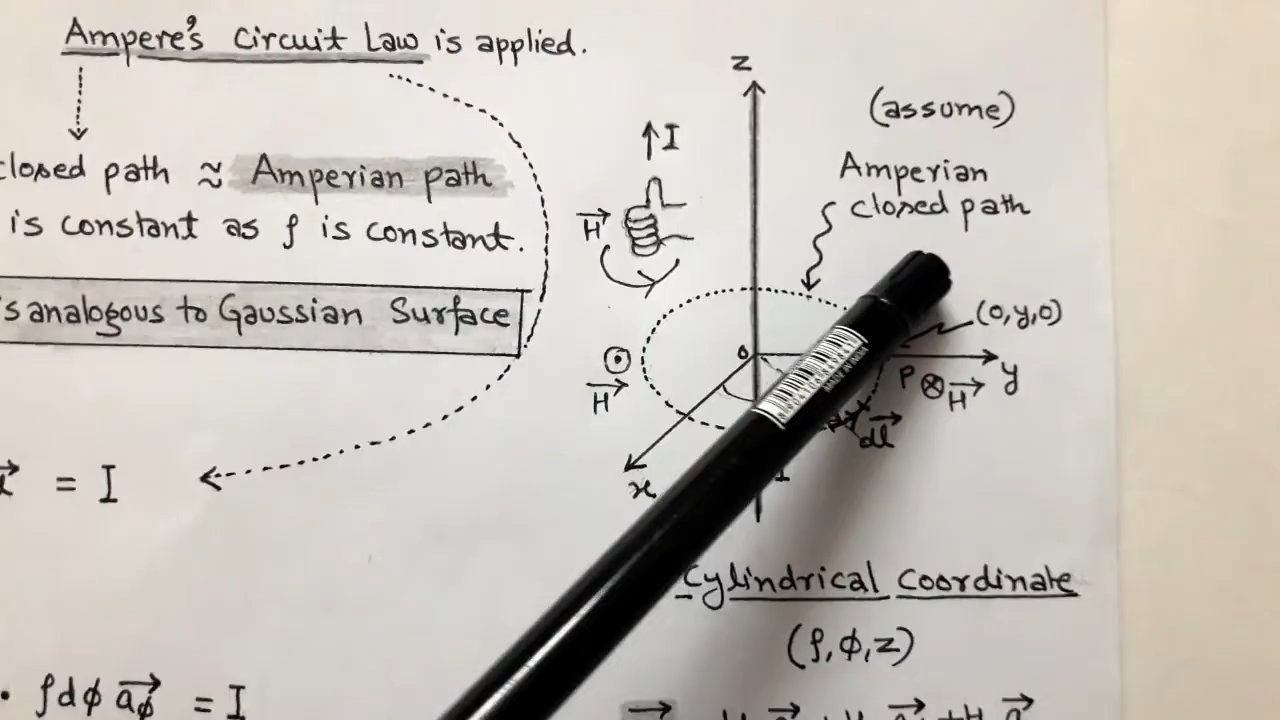 Ampere's Circuit Law is applied.
closed path ≈ Amperian path
is constant as ρ is constant.
s analogous to Gaussian Surface
= I
. ρdϕ a⃗ϕ = I
z
(assume)
↑I
Amperian
closed path
H⃗
(0,y,0)
0
y
P ⊗H⃗
⊙
H⃗
dl⃗
x
I
Cylindrical Coordinate
(ρ,ϕ,z)